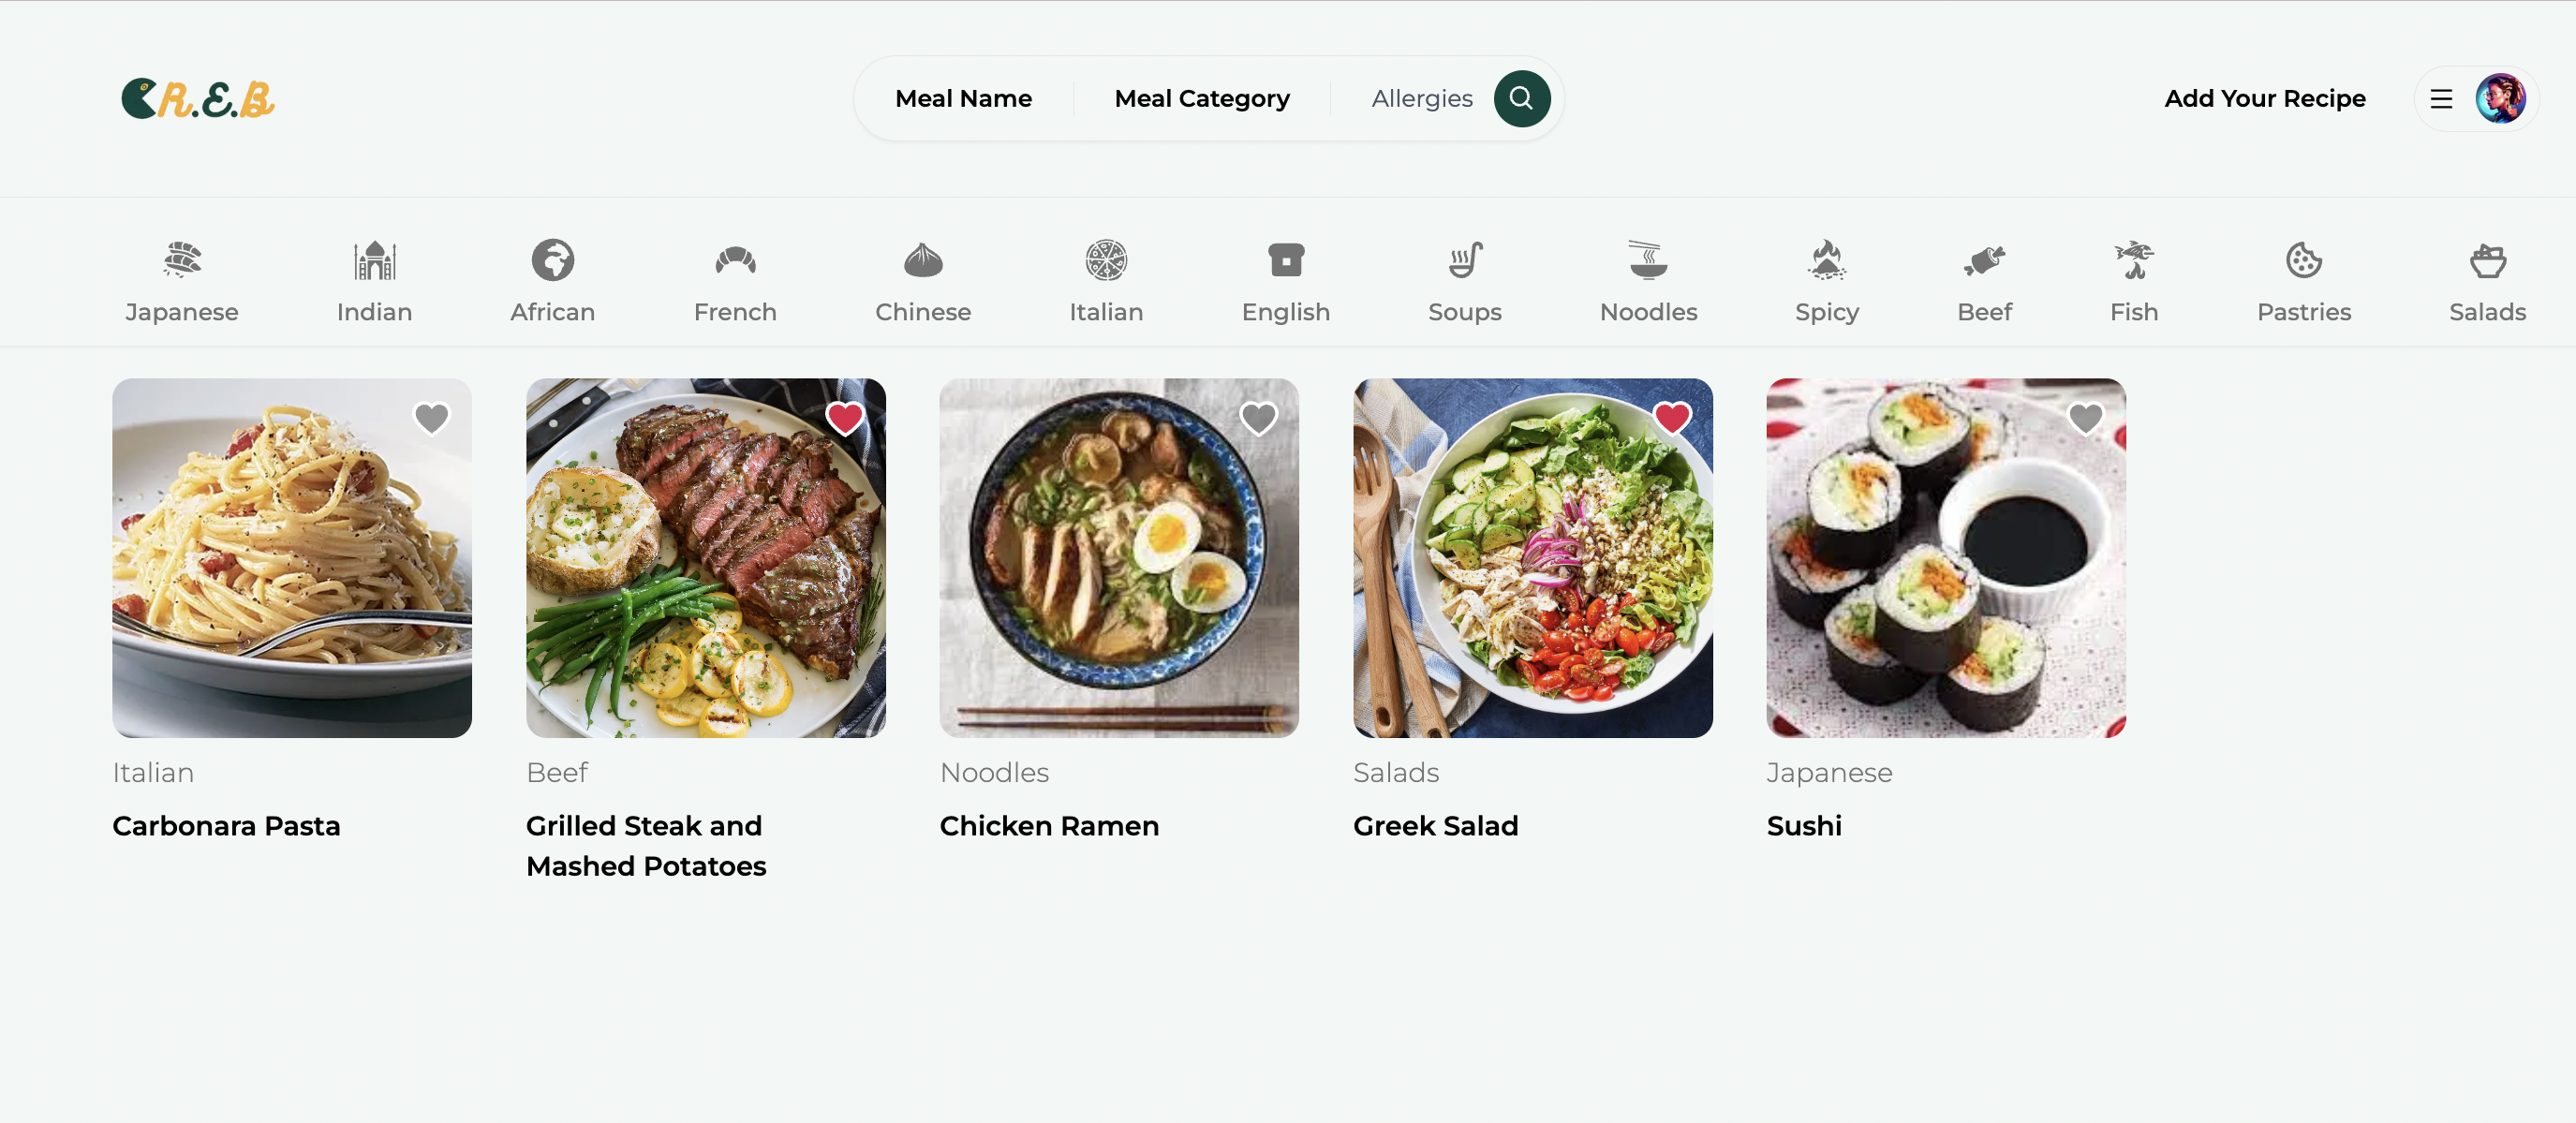 R.E.B
Meal Name
Meal Category
Allergies
Add Your Recipe
Japanese
Indian
African
French
Chinese
Italian
English
Soups
Noodles
Spicy
Beef
Fish
Pastries
Salads
Italian
Carbonara Pasta
Beef
Grilled Steak and
Mashed Potatoes
Noodles
Chicken Ramen
Salads
Greek Salad
Japanese
Sushi